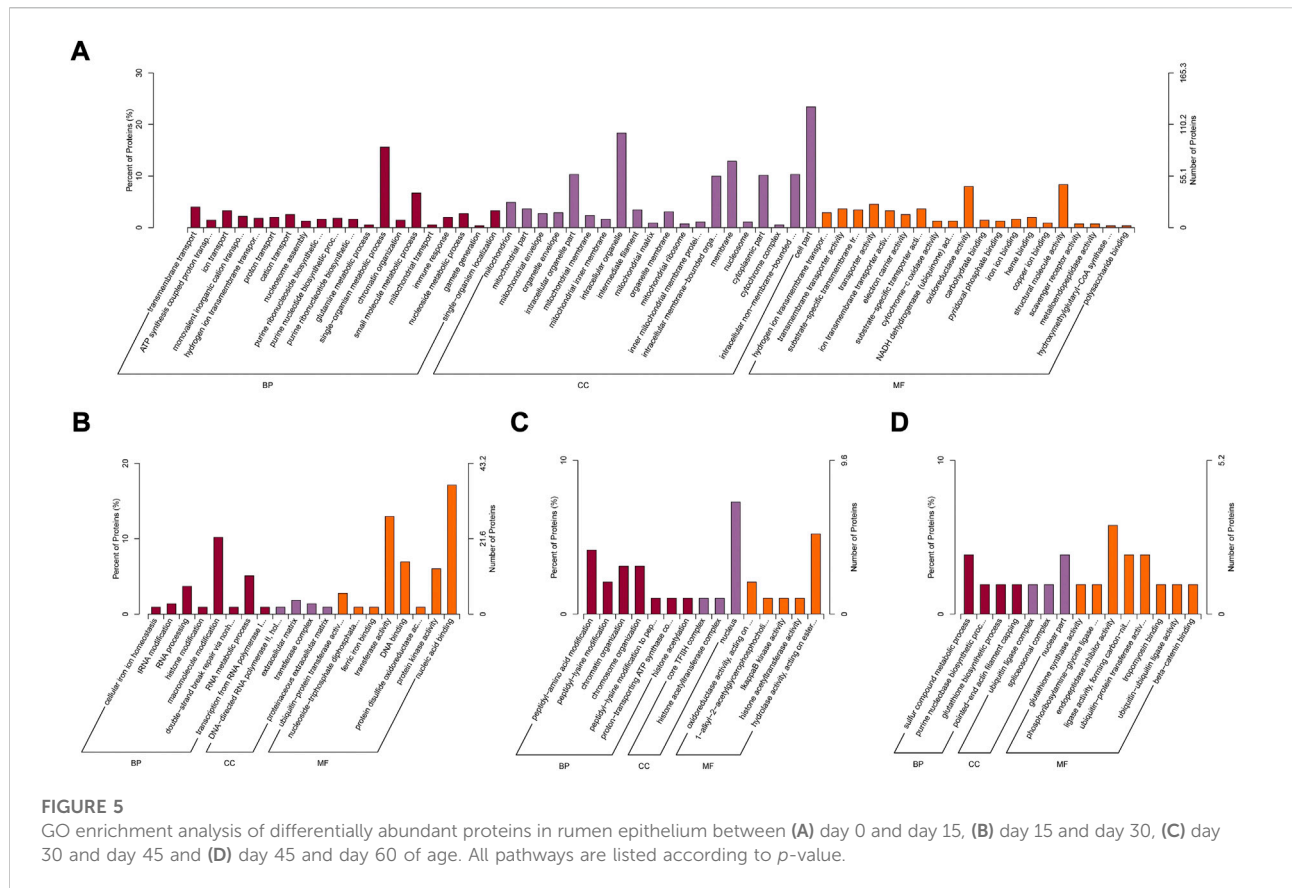 A
30
20
10
0
Percent of Proteins (%)
165.3
110.2
55.1
0
Number of Proteins
transmembrane transport
ATP synthesis coupled proton transp...
ion transport
monovalent inorganic cation transpo...
hydrogen ion transmembrane transpor...
proton transport
cation transport
nucleosome assembly
purine ribonucleoside biosynthetic ...
purine nucleoside biosynthetic proc...
purine ribonucleoside biosynthetic...
glutamine metabolic process
single-organism metabolic process
chromatin organization
small molecule metabolic process
mitochondrial transport
immune response
nucleoside metabolic process
gamete generation
single-organism localization
mitochondrion
mitochondrial part
mitochondrial envelope
organelle envelope
intracellular organelle part
mitochondrial membrane
mitochondrial inner membrane
intracellular organelle
intermediate filament
mitochondrial matrix
organelle membrane
mitochondrial ribosome
inner mitochondrial membrane protei...
intracellular membrane-bounded orga...
membrane
nucleosome
cytoplasmic part
cytochrome complex
intracellular non-membrane-bounded ...
cell part
hydrogen ion transmembrane transpor...
transmembrane transporter activity
substrate-specific transmembrane tr...
transporter activity
ion transmembrane transporter activ...
electron carrier activity
substrate-specific transporter acti...
cytochrome-c oxidase activity
NADH dehydrogenase (ubiquinone) act...
oxidoreductase activity
carbohydrate binding
pyridoxal phosphate binding
iron ion binding
heme binding
copper ion binding
structural molecule activity
scavenger receptor activity
metalloendopeptidase activity
hydroxymethylglutaryl-CoA synthase ...
polysaccharide binding
BP
CC
MF
B
20
10
0
Percent of Proteins (%)
43.2
21.6
0
Number of Proteins
cellular ion homeostasis
tRNA modification
RNA processing
histone modification
macromolecule modification
double-strand break repair via nonh...
RNA metabolic process
transcription from RNA polymerase I...
DNA-directed RNA polymerase II, hol...
extracellular matrix
transferase complex
proteinaceous extracellular matrix
ubiquitin-protein transferase activ...
nucleoside-triphosphate diphosphata...
ferric iron binding
transferase activity
DNA binding
protein disulfide oxidoreductase ac...
protein kinase activity
nucleic acid binding
BP
CC
MF
C
10
0
Percent of Proteins (%)
9.6
0
Number of Proteins
peptidyl-amino acid modification
peptidyl-lysine modification
chromatin organization
chromosome organization
peptidyl-lysine modification to pep...
proton-transporting ATP synthase co...
histone acetylation
core TFIIH complex
histone acetyltransferase complex
nucleus
oxidoreductase activity, acting on ...
1-alkyl-2-acetylglycerophosphocholi...
IkappaB kinase activity
histone acetyltransferase activity
hydrolase activity, acting on ester...
BP
CC
MF
D
10
0
Percent of Proteins (%)
5.2
0
Number of Proteins
sulfur compound metabolic process
purine nucleobase biosynthetic proc...
glutathione biosynthetic process
pointed-end actin filament capping
ubiquitin ligase complex
spliceosomal complex
nuclear part
glutathione synthase activity
phosphoribosylamine-glycine ligase ...
endopeptidase inhibitor activity
ligase activity, forming carbon-nit...
ubiquitin-protein transferase activ...
tropomyosin binding
ubiquitin-ubiquitin ligase activity
beta-catenin binding
BP
CC
MF
FIGURE 5
GO enrichment analysis of differentially abundant proteins in rumen epithelium between (A) day 0 and day 15, (B) day 15 and day 30, (C) day
30 and day 45 and (D) day 45 and day 60 of age. All pathways are listed according to p-value.